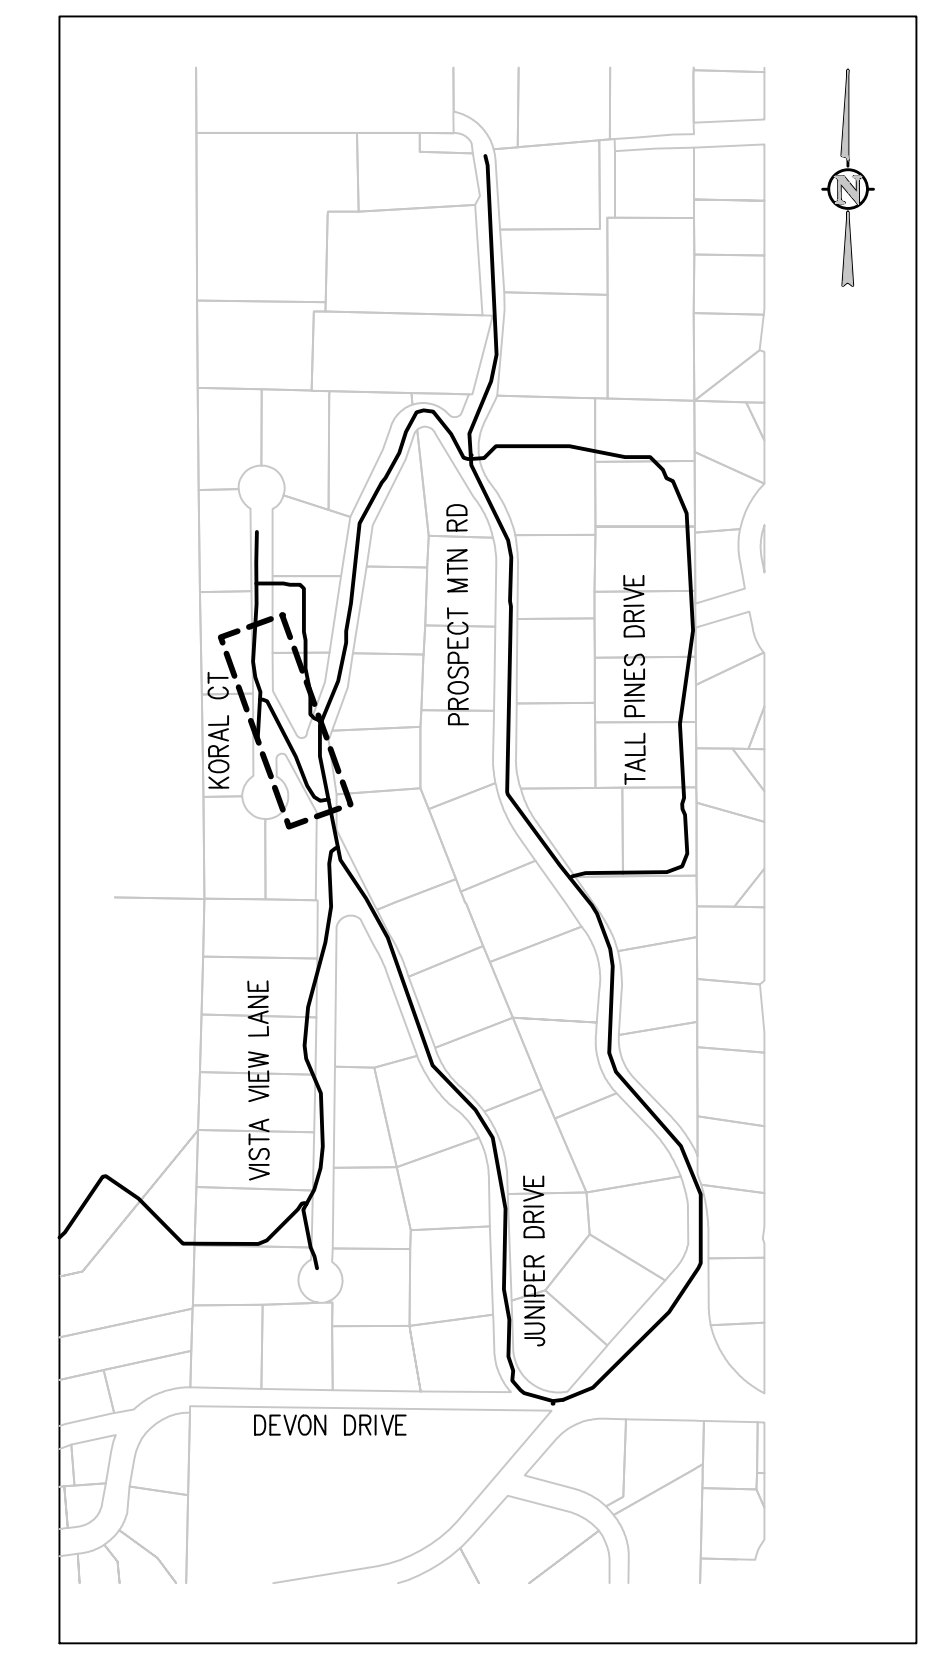 N
PROSPECT MTN RD
TALL PINES DRIVE
KORAL CT
VISTA VIEW LANE
JUNIPER DRIVE
DEVON DRIVE